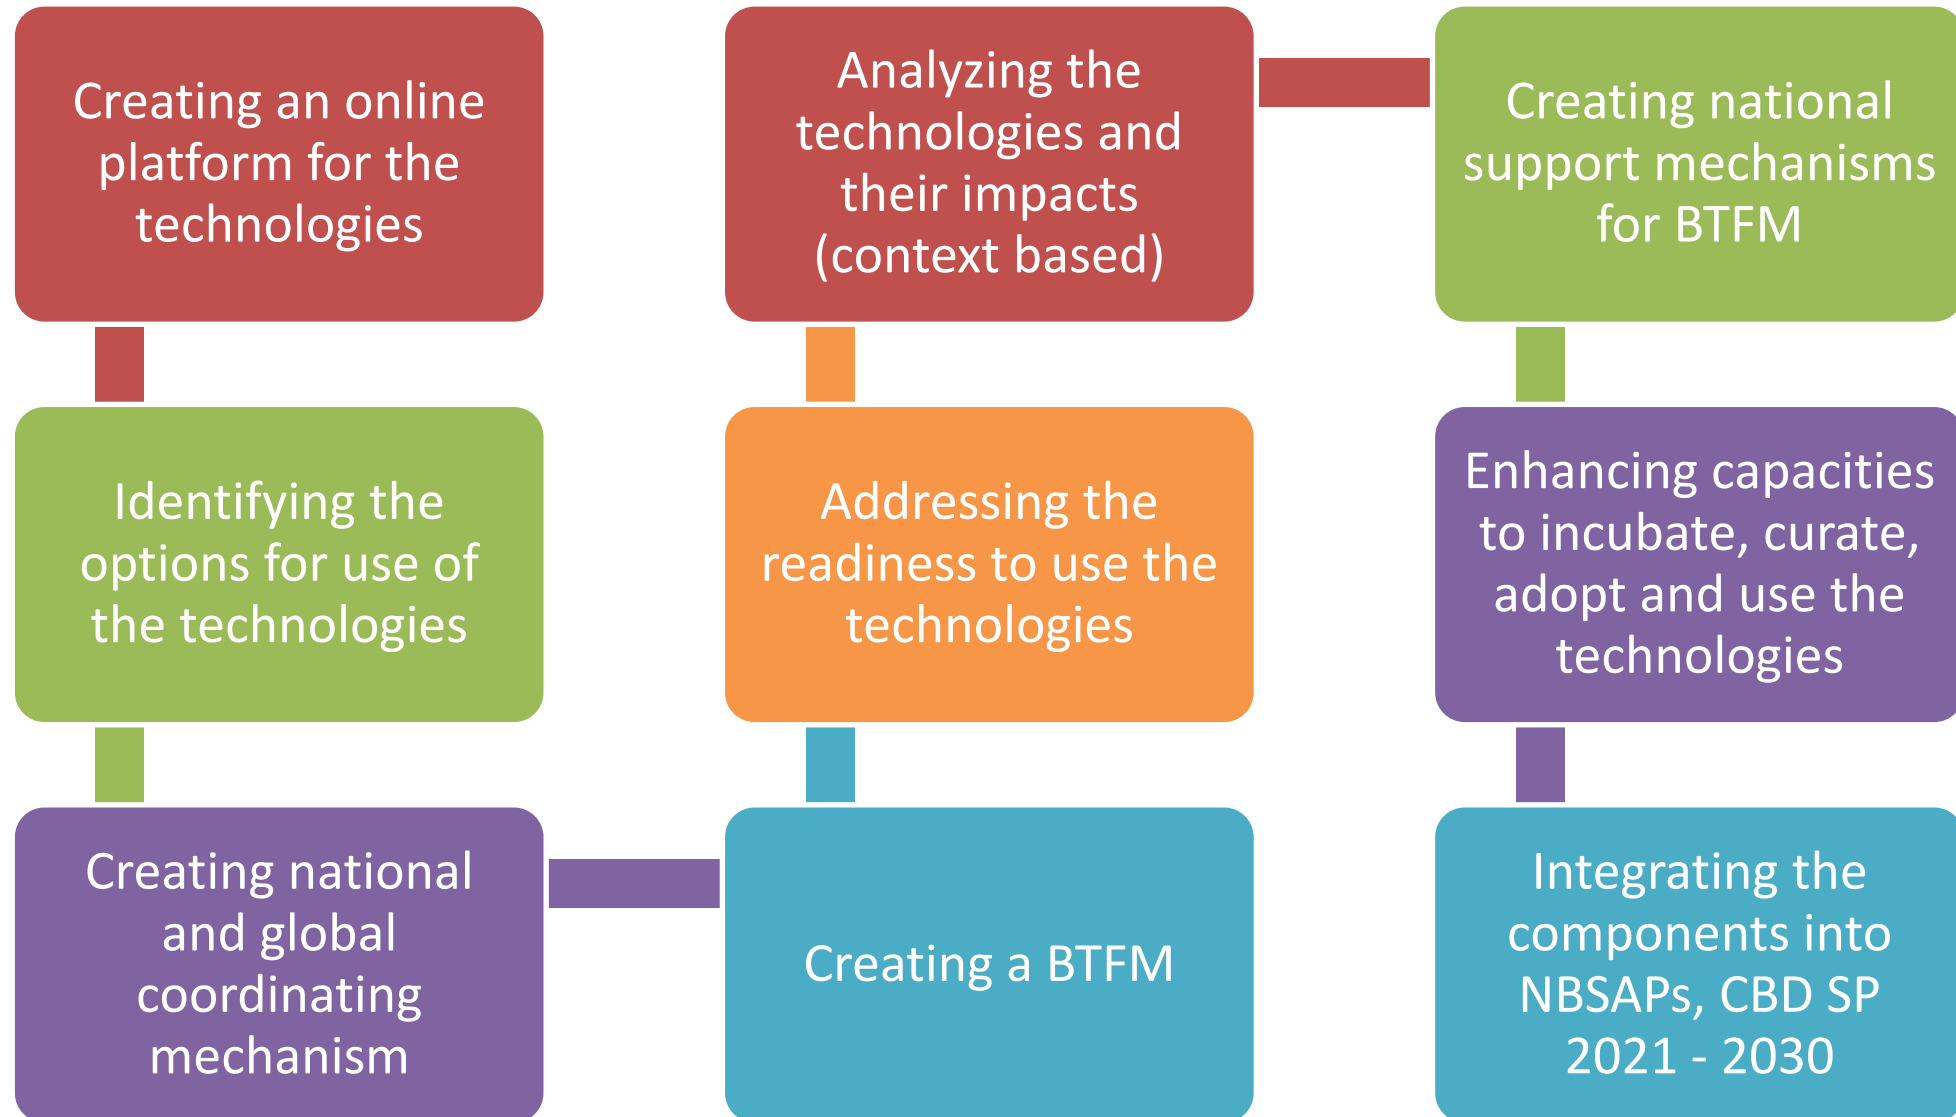 Creating an online
platform for the
technologies
Identifying the
options for use of
the technologies
Creating national
and global
coordinating
mechanism
Creating a BTFM
Addressing the
readiness to use the
technologies
Analyzing the
technologies and
their impacts
(context based)
Creating national
support mechanisms
for BTFM
Enhancing capacities
to incubate, curate,
adopt and use the
technologies
Integrating the
components into
NBSAPs, CBD SP
2021 - 2030